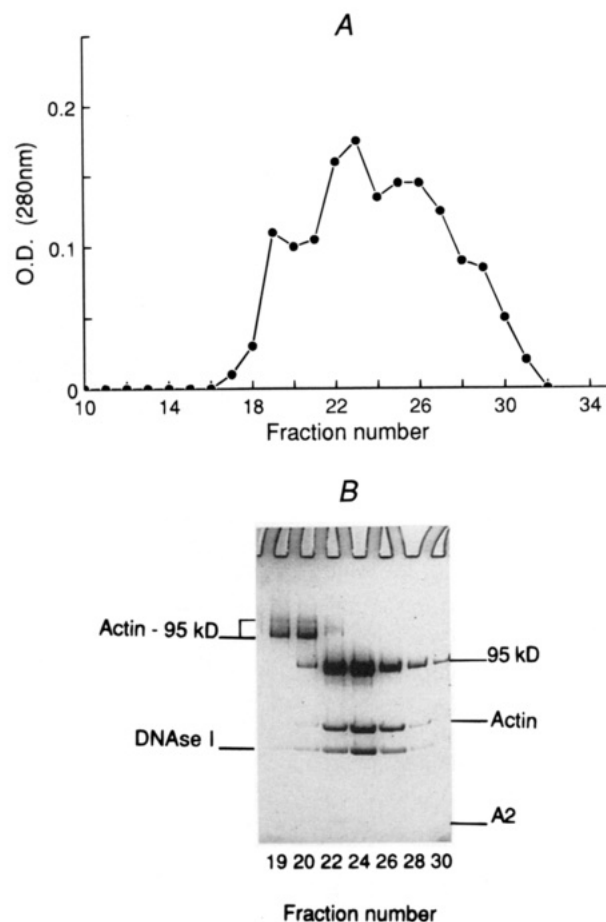 A
O.D. (280nm)
0.2
0.1
0
10 14 18 22 26 30 34
Fraction number
B
Actin - 95 kD
95 kD
Actin
DNAse I
A2
19 20 22 24 26 28 30
Fraction number